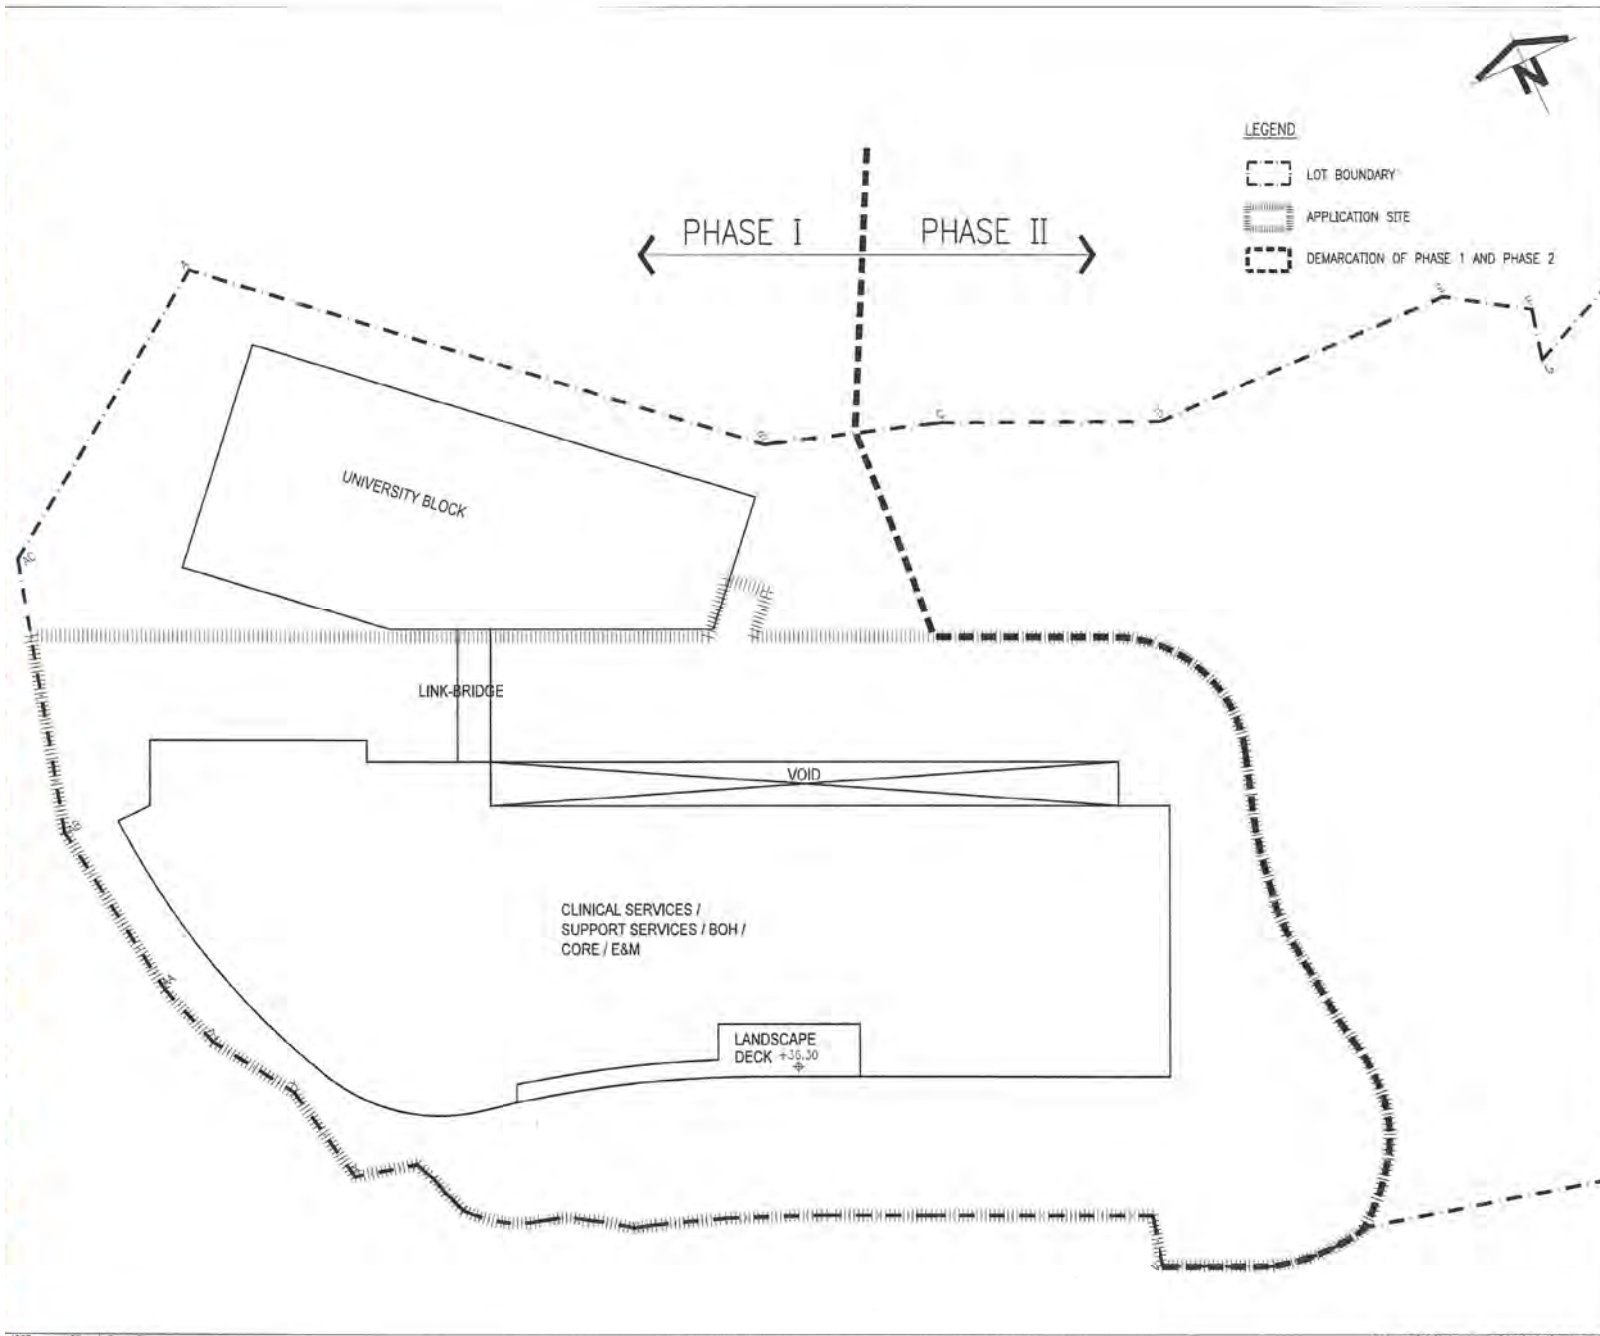 N
LEGEND
LOT BOUNDARY
APPLICATION SITE
DEMARCATION OF PHASE 1 AND PHASE 2
PHASE I
PHASE II
A
B
C
D
G
UNIVERSITY BLOCK
AC
LINK-BRIDGE
VOID
CLINICAL SERVICES /
SUPPORT SERVICES / BOH /
CORE / E&M
LANDSCAPE
DECK +36.30